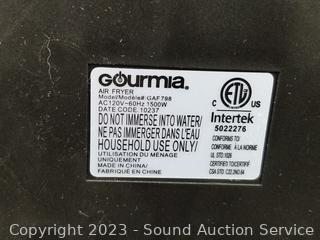 GOURMIA.
AIR FRYER
Model/Modèle# GAF798
AC120V~60Hz 1500W
DATE CODE: 10237
DO NOT IMMERSE INTO WATER/
NE PAS IMMERGER DANS L'EAU
HOUSEHOLD USE ONLY/
UTILISATION DU MENAGE
UNIQUEMENT
MADE IN CHINA/
FABRIQUÉ EN CHINE
ETL
C US
Intertek
5022276
CONFORMS TO/
CONFORME À LA NORME
UL STD.1026
CERTIFIED TO/CERTIFIÉ
CSA STD. C22.2NO.64
Copyright 2023 - Sound Auction Service